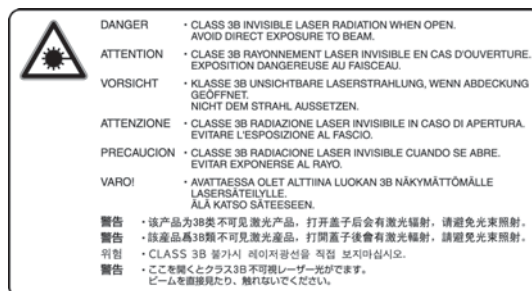 DANGER · CLASS 3B INVISIBLE LASER RADIATION WHEN OPEN.
AVOID DIRECT EXPOSURE TO BEAM.
ATTENTION · CLASE 3B RAYONNEMENT LASER INVISIBLE EN CAS D'OUVERTURE.
EXPOSITION DANGEREUSE AU FAISCEAU.
VORSICHT · KLASSE 3B UNSICHTBARE LASERSTRAHLUNG, WENN ABDECKUNG
GEÖFFNET.
NICHT DEM STRAHL AUSSETZEN.
ATTENZIONE · CLASSE 3B RADIAZIONE LASER INVISIBILE IN CASO DI APERTURA.
EVITARE L'ESPOSIZIONE AL FASCIO.
PRECAUCION · CLASSE 3B RADIACIONE LASER INVISIBLE CUANDO SE ABRE.
EVITAR EXPONERSE AL RAYO.
VARO! · AVATTAESSA OLET ALTTIINA LUOKAN 3B NÄKYMÄTTÖMÄLLE
LASERSÄTEILYLLE.
ÄLÄ KATSO SÄTEESEEN.
警告 · 该产品为3B类不可见激光产品，打开盖子后会有激光辐射，请避免光束照射。
警告 · 該産品爲3B類不可見激光産品，打開蓋子後會有激光輻射，請避免光束照射.
위험 · CLASS 3B 불가시 레이저광선을 직접 보지마십시오.
警告 · ここを開くとクラス3B不可視レーザー光がでます。
ビームを直接見たり、触れないでください。